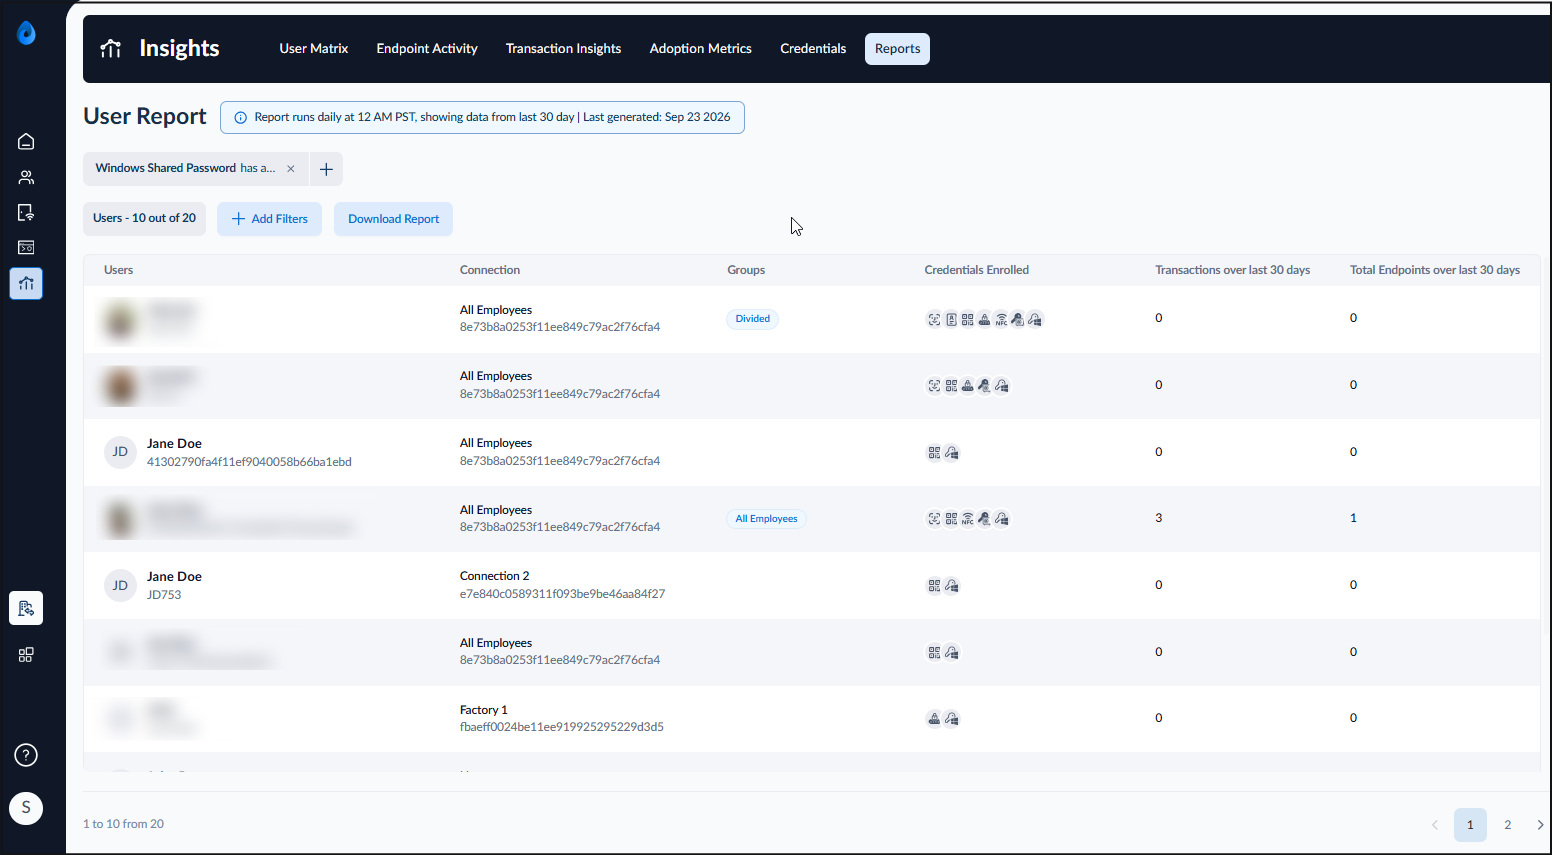 Insights
User Matrix
Endpoint Activity
Transaction Insights
Adoption Metrics
Credentials
Reports
User Report
Report runs daily at 12 AM PST, showing data from last 30 day | Last generated: Sep 23 2026
Windows Shared Password has a...
Users - 10 out of 20
Add Filters
Download Report
Users
Connection
Groups
Credentials Enrolled
Transactions over last 30 days
Total Endpoints over last 30 days
All Employees
8e73b8a0253f11ee849c79ac2f76cfa4
Divided
NFC
0
0
All Employees
8e73b8a0253f11ee849c79ac2f76cfa4
0
0
JD
Jane Doe
41302790fa4f11ef9040058b66ba1ebd
All Employees
8e73b8a0253f11ee849c79ac2f76cfa4
0
0
All Employees
8e73b8a0253f11ee849c79ac2f76cfa4
All Employees
NFC
3
1
JD
Jane Doe
JD753
Connection 2
e7e840c0589311f093be9be46aa84f27
0
0
All Employees
8e73b8a0253f11ee849c79ac2f76cfa4
0
0
Factory 1
fbaeff0024be11ee919925295229d3d5
0
0
?
S
1 to 10 from 20
1
2